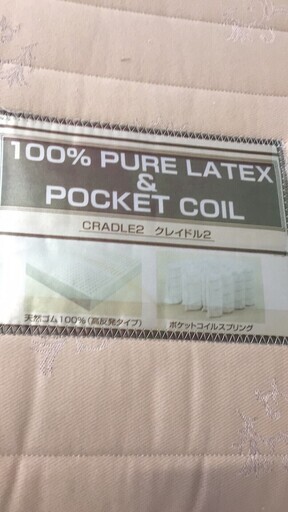 100% PURE LATEX
&
POCKET COIL
CRADLE2 クレイドル2
天然ゴム100%(高反発タイプ)
ポケットコイルスプリング